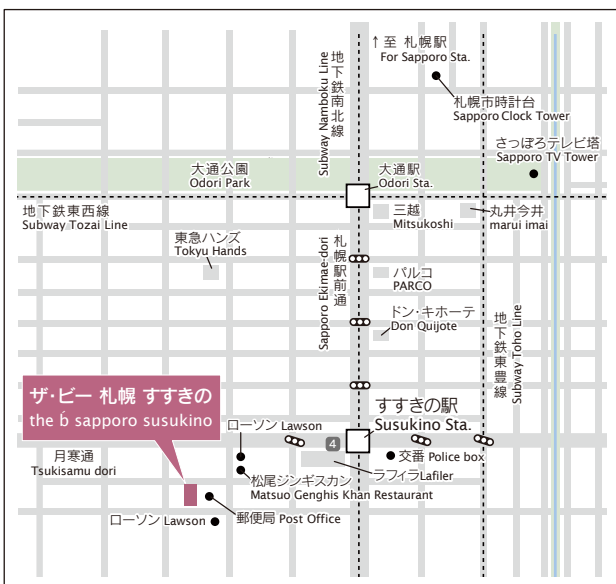 ↑至 札幌駅
For Sapporo Sta.
地下鉄南北線
Subway Namboku Line
札幌市時計台
Sapporo Clock Tower
さっぽろテレビ塔
Sapporo TV Tower
大通公園
Odori Park
大通駅
Odori Sta.
地下鉄東西線
Subway Tozai Line
三越
Mitsukoshi
丸井今井
marui imai
東急ハンズ
Tokyu Hands
札幌駅前通
Sapporo Ekimae-dori
パルコ
PARCO
ドン・キホーテ
Don Quijote
地下鉄東豊線
Subway Toho Line
ザ・ビー 札幌 すすきの
the b́ sapporo susukino
すすきの駅
Susukino Sta.
ローソン Lawson
4
月寒通
Tsukisamu dori
交番 Police box
ラフィラ Lafiler
松尾ジンギスカン
Matsuo Genghis Khan Restaurant
郵便局 Post Office
ローソン Lawson